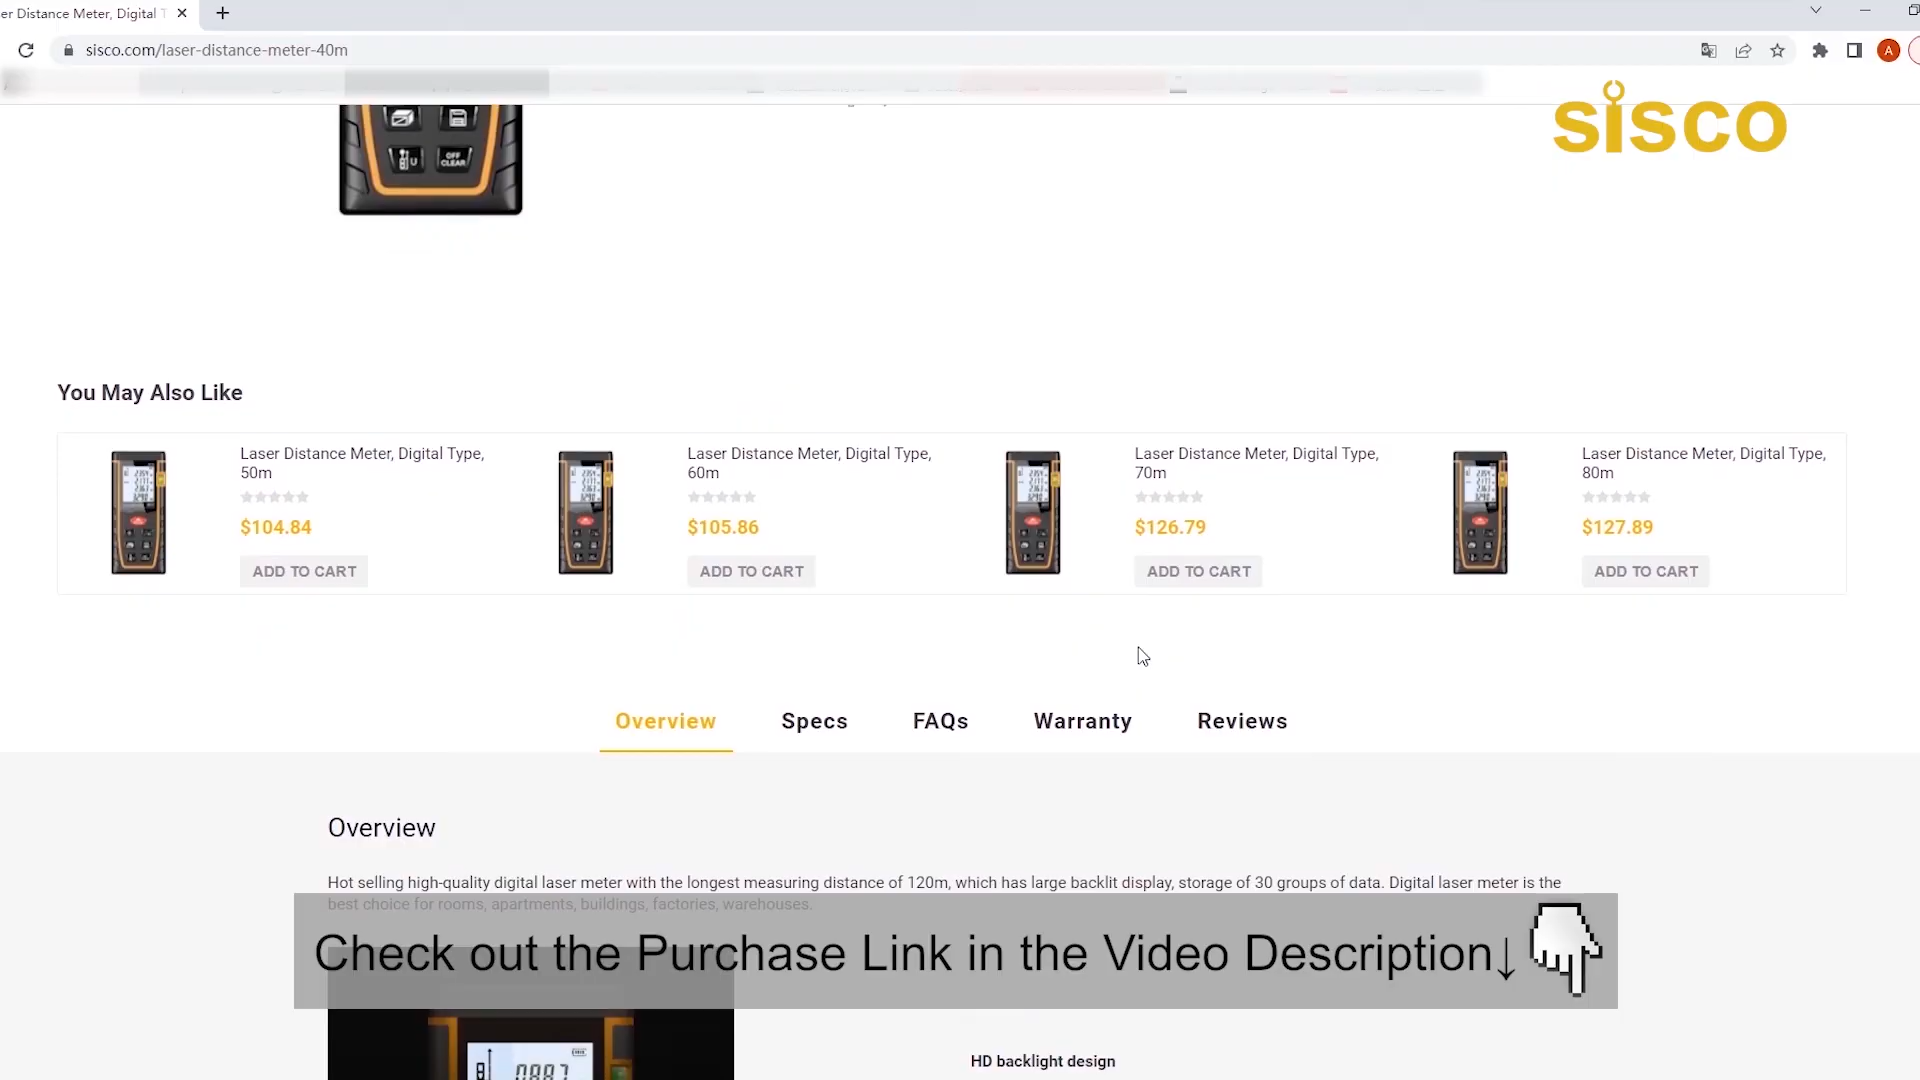 er Distance Meter, Digital T
sisco.com/laser-distance-meter-40m
A
sisco
U
OFF
CLEAR
You May Also Like
Laser Distance Meter, Digital Type,
50m
$104.84
ADD TO CART
Laser Distance Meter, Digital Type,
60m
$105.86
ADD TO CART
Laser Distance Meter, Digital Type,
70m
$126.79
ADD TO CART
Laser Distance Meter, Digital Type,
80m
$127.89
ADD TO CART
Overview
Specs
FAQs
Warranty
Reviews
Overview
Hot selling high-quality digital laser meter with the longest measuring distance of 120m, which has large backlit display, storage of 30 groups of data. Digital laser meter is the
best choice for rooms, apartments, buildings, factories, warehouses.
Check out the Purchase Link in the Video Description↓
0.887
HD backlight design